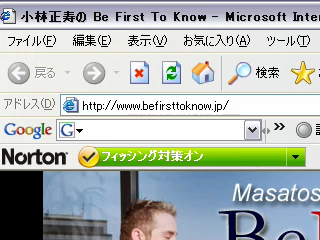 小林正寿の Be First To Know - Microsoft Inter
ファイル(F) 編集(E) 表示(V) お気に入り(A) ツール(T)
戻る 検索
アドレス(D) http://www.befirsttoknow.jp/
Google G
Norton フィッシング対策オン
Masatos
Be